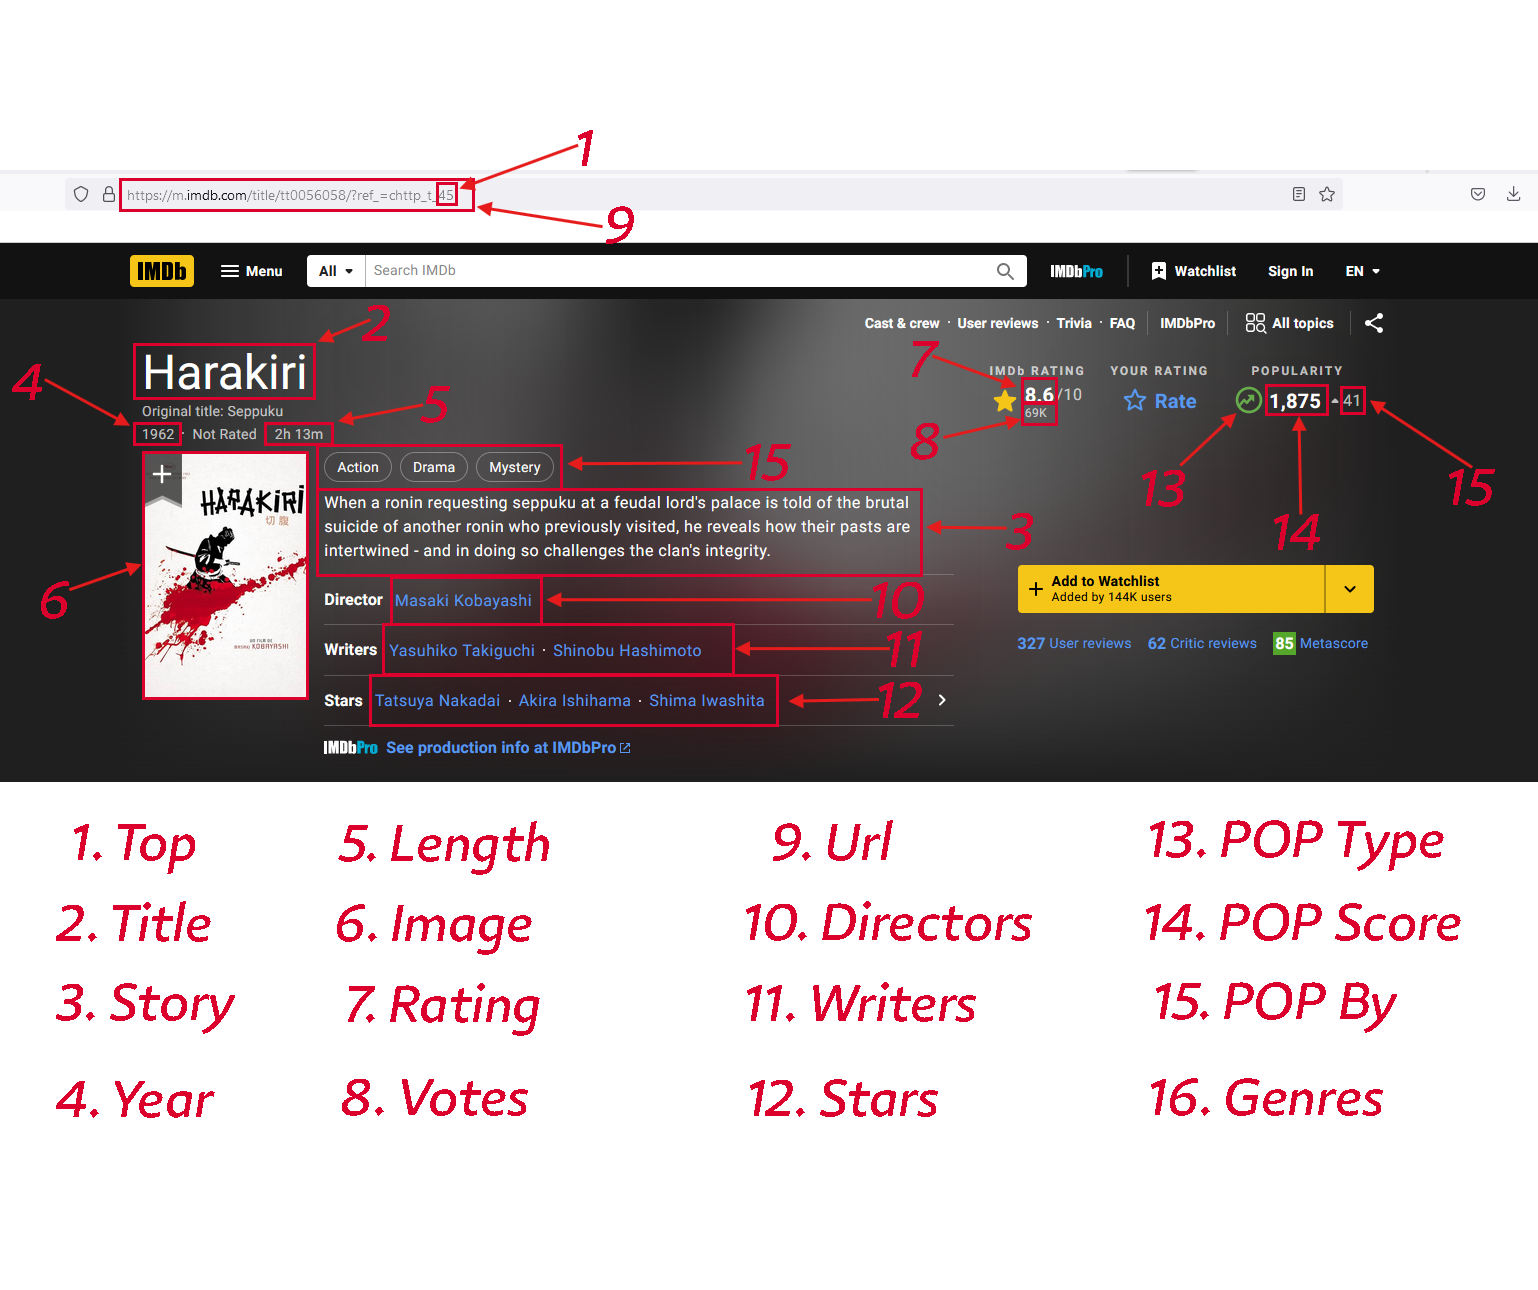 1
https://m.imdb.com/title/tt0056058/?ref_=chttp_t_45
9
IMDb Menu All Search IMDb IMDbPro Watchlist Sign In EN
2
Cast & crew · User reviews · Trivia · FAQ IMDbPro All topics
7
4
Harakiri
IMDb RATING YOUR RATING POPULARITY
8.6/10 Rate 1,875 41
69K
5
Original title: Seppuku
1962 · Not Rated 2h 13m
8
15
13
15
14
Action Drama Mystery
HARAKIRI
切腹
UN FILM DE
MASAKI KOBAYASHI
When a ronin requesting seppuku at a feudal lord's palace is told of the brutal
suicide of another ronin who previously visited, he reveals how their pasts are
intertwined - and in doing so challenges the clan's integrity.
3
6
Director Masaki Kobayashi
10
Add to Watchlist
Added by 144K users
Writers Yasuhiko Takiguchi · Shinobu Hashimoto
11
327 User reviews 62 Critic reviews 85 Metascore
Stars Tatsuya Nakadai · Akira Ishihama · Shima Iwashita
12
IMDbPro See production info at IMDbPro
1. Top
2. Title
3. Story
4. Year
5. Length
6. Image
7. Rating
8. Votes
9. Url
10. Directors
11. Writers
12. Stars
13. POP Type
14. POP Score
15. POP By
16. Genres